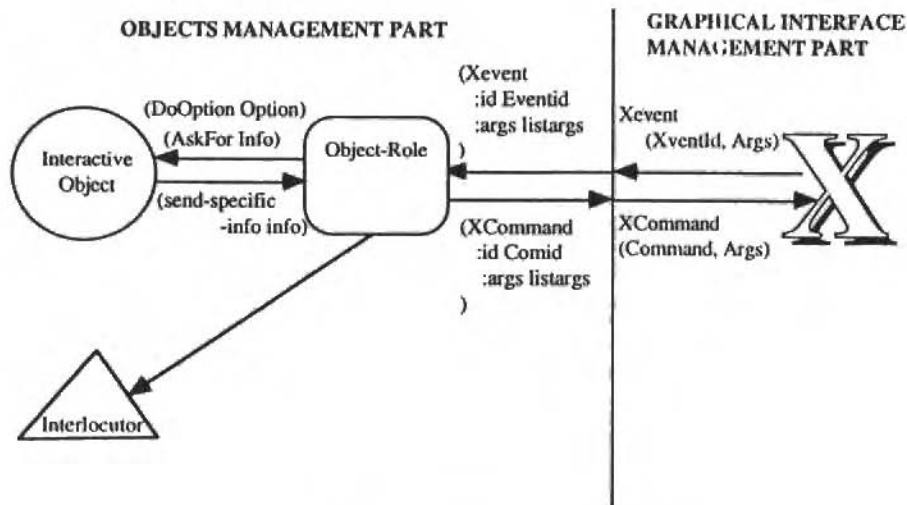 OBJECTS MANAGEMENT PART
GRAPHICAL INTERFACE
MANAGEMENT PART
(DoOption Option)
(AskFor Info)
Interactive
Object
(send-specific
-info info)
Object-Role
(Xevent
:id Eventid
:args listargs
)
Xevent
(XventId, Args)
X
(XCommand
:id Comid
:args listargs
)
XCommand
(Command, Args)
Interlocutor